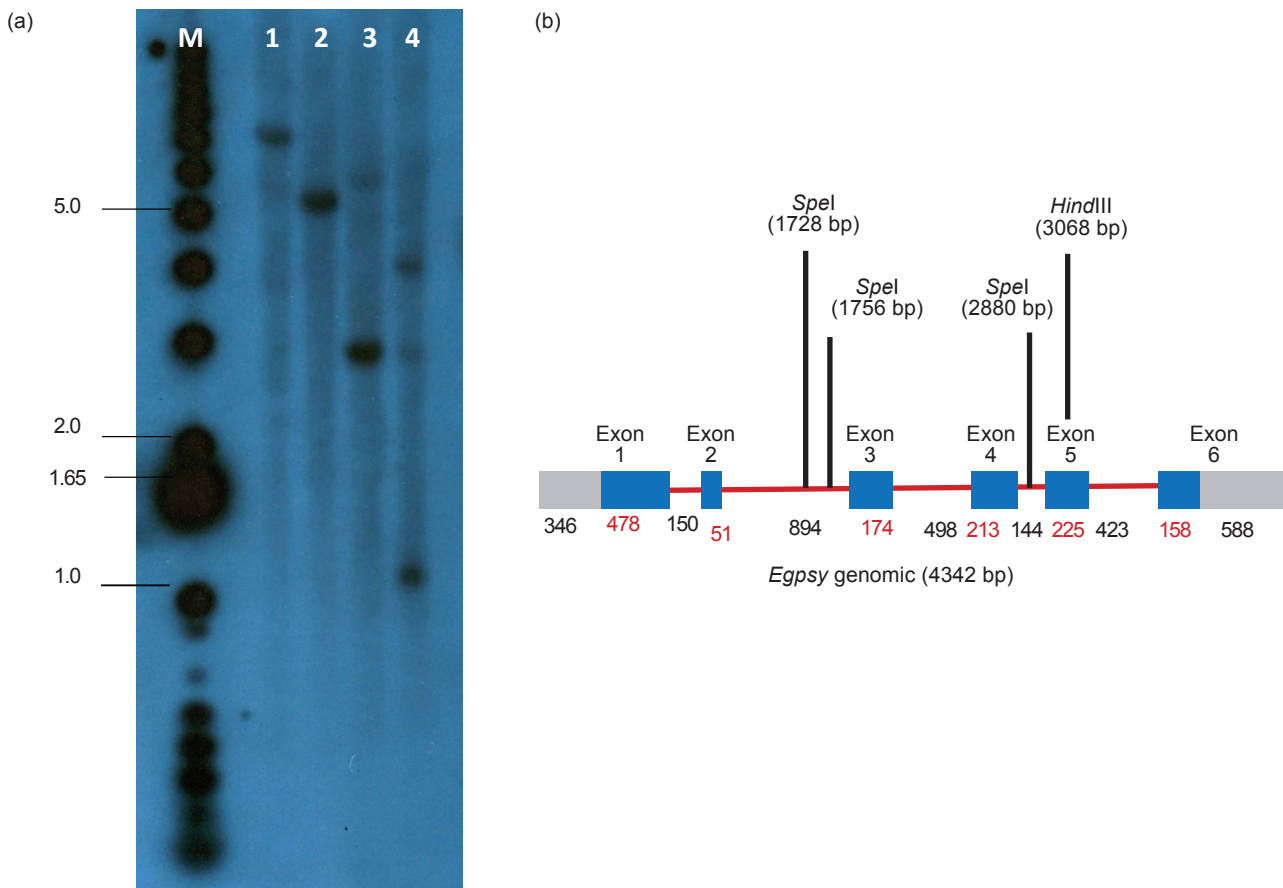 (a)
M 1 2 3 4
5.0
2.0
1.65
1.0
(b)
SpeI
(1728 bp)
HindIII
(3068 bp)
SpeI
(1756 bp)
SpeI
(2880 bp)
Exon
1
Exon
2
Exon
3
Exon
4
Exon
5
Exon
6
346 478 150 51 894 174 498 213 144 225 423 158 588
Egpsy genomic (4342 bp)